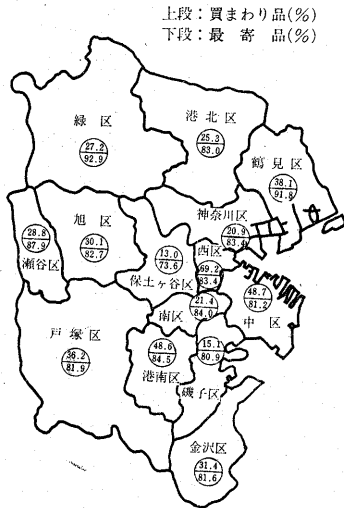 上段：買まわり品(%)
下段：最寄品(%)
緑区
27.2
92.9
港北区
25.3
83.0
鶴見区
38.1
91.8
神奈川区
20.9
83.4
旭区
30.1
82.7
28.8
87.9
瀬谷区
13.0
73.6
保土ヶ谷区
西区
69.2
83.4
48.7
81.2
中区
21.4
84.0
南区
戸塚区
36.2
81.9
48.6
84.5
港南区
15.1
80.9
磯子区
金沢区
31.4
81.6